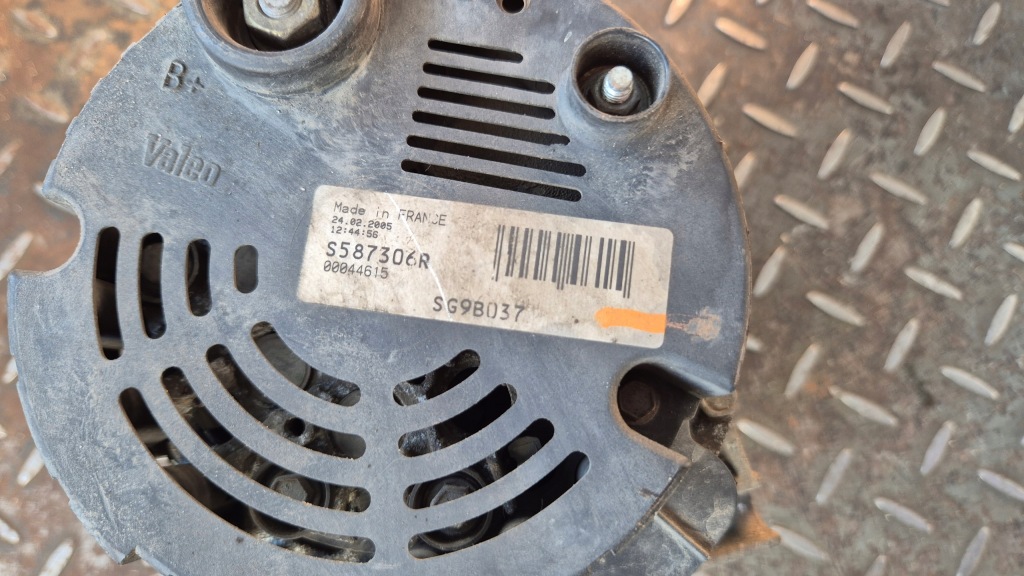 B+
Valeo
Made in FRANCE
24.02.2005
12:44:56
S587306R
00044615
SG9B037